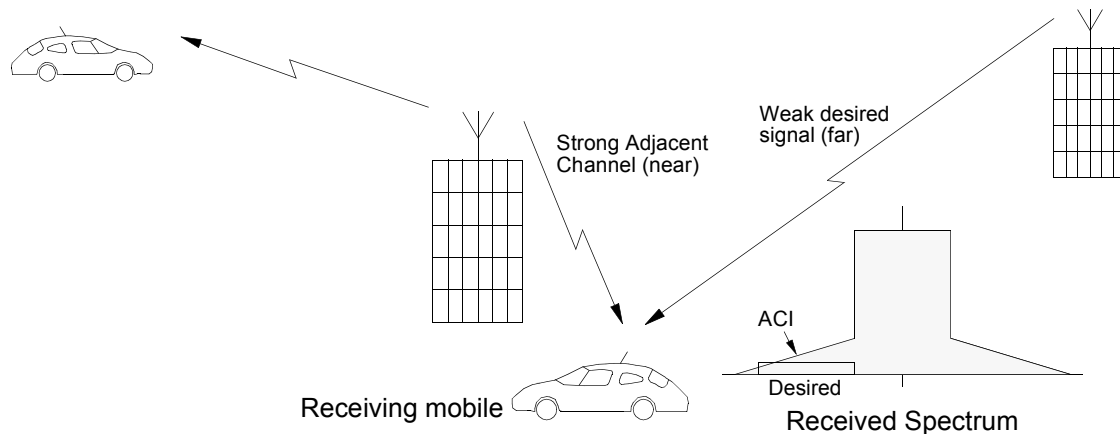 Weak desired
signal (far)
Strong Adjacent
Channel (near)
ACI
Desired
Receiving mobile
Received Spectrum